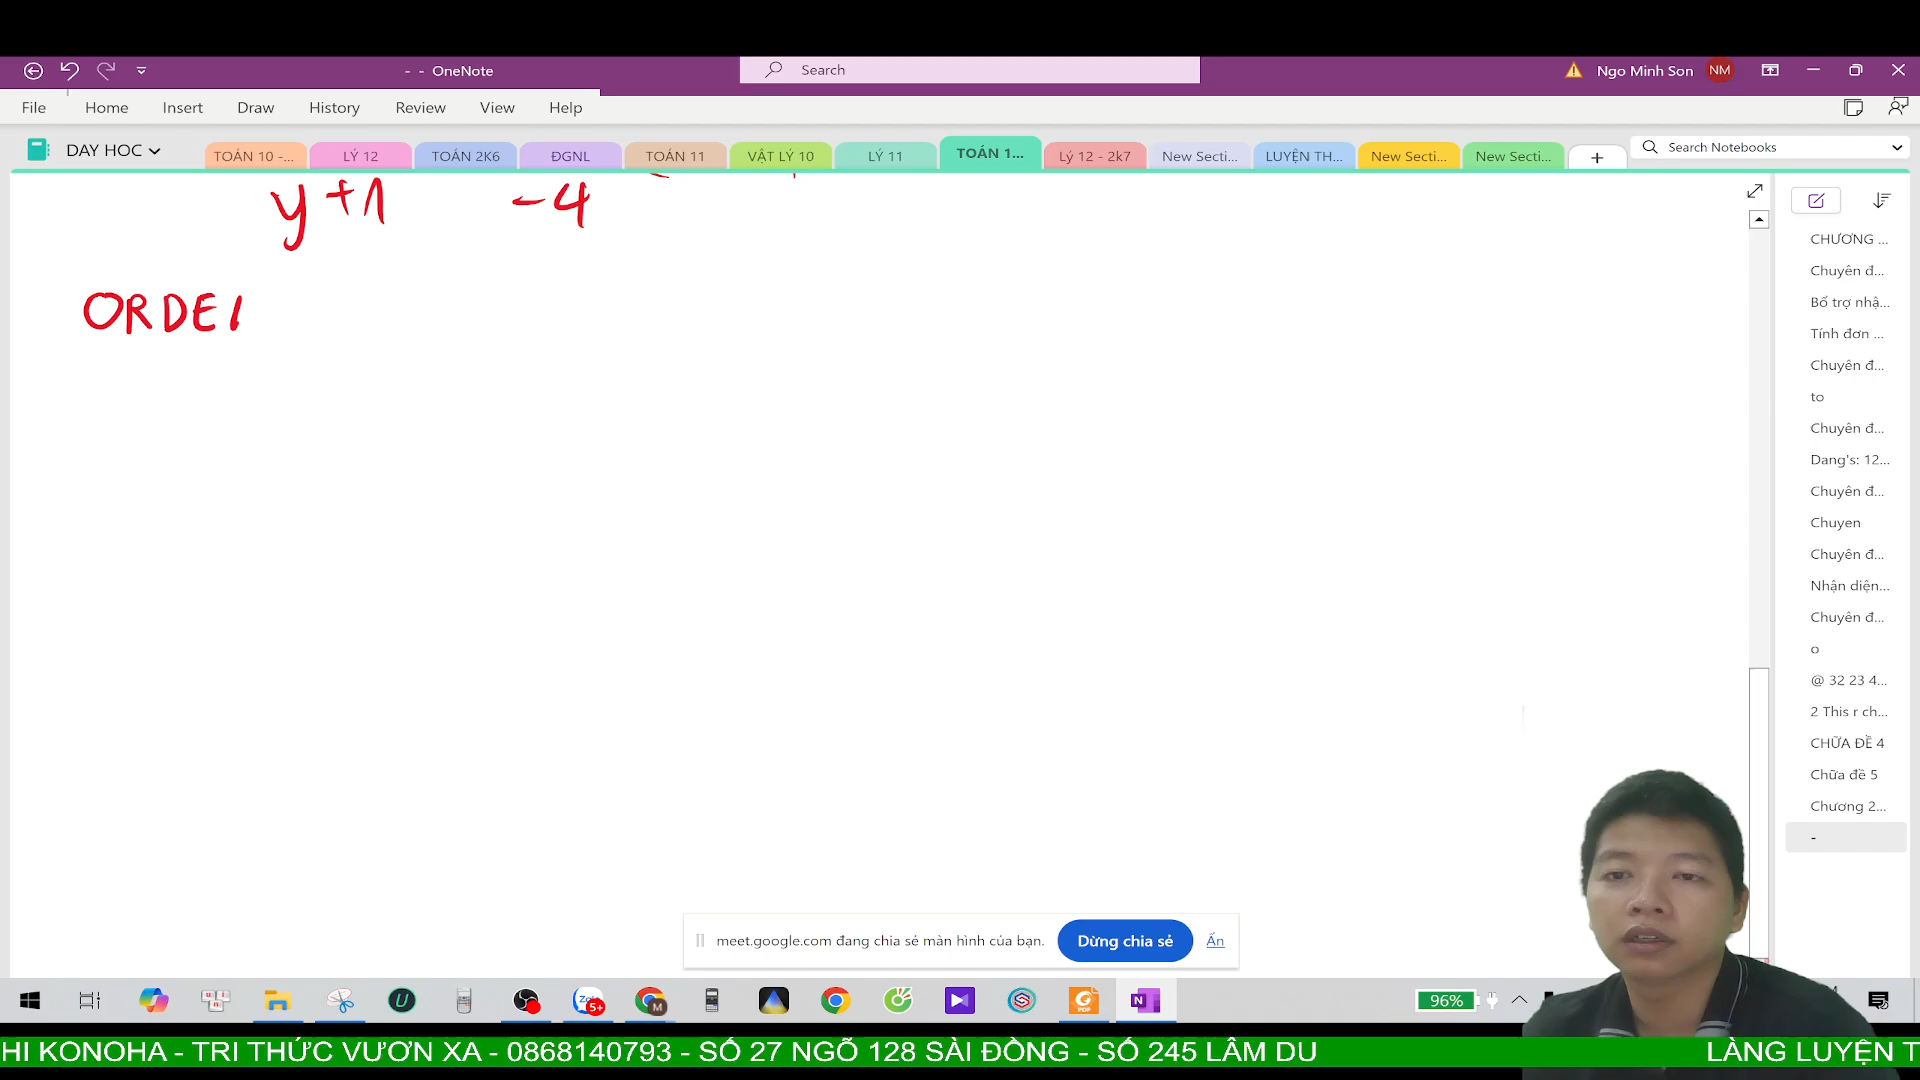 - - OneNote
Search
Ngo Minh Son
NM
File Home Insert Draw History Review View Help
DAY HOC
TOÁN 10 -...
LÝ 12
TOÁN 2K6
ĐGNL
TOÁN 11
VẬT LÝ 10
LÝ 11
TOÁN 1...
Lý 12 - 2k7
New Secti...
LUYỆN TH...
New Secti...
New Secti...
+
Search Notebooks
y+1 -4
ORDE
CHƯƠNG ...
Chuyên đ...
Bố trợ nhậ...
Tính đơn ...
Chuyên đ...
to
Chuyên đ...
Dang's: 12...
Chuyên đ...
Chuyen
Chuyên đ...
Nhận diện...
Chuyên đ...
o
@ 32 23 4...
2 This r ch...
CHỮA ĐỀ 4
Chữa đề 5
Chương 2...
-
meet.google.com đang chia sẻ màn hình của bạn.
Dừng chia sẻ
Ẩn
96%
HI KONOHA - TRI THỨC VƯƠN XA - 0868140793 - SỐ 27 NGÕ 128 SÀI ĐỒNG - SỐ 245 LÂM DU LÀNG LUYỆN T